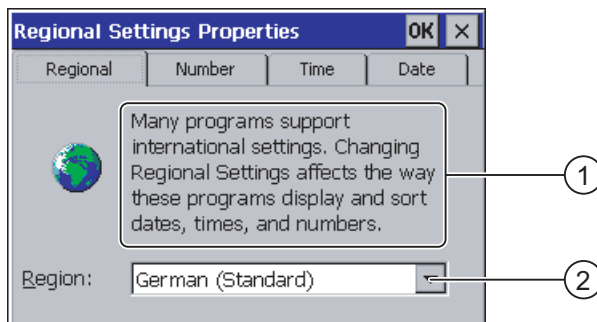 Regional Settings Properties OK ×
Regional Number Time Date
Many programs support
international settings. Changing
Regional Settings affects the way
these programs display and sort
dates, times, and numbers.
1
Region: German (Standard)
2